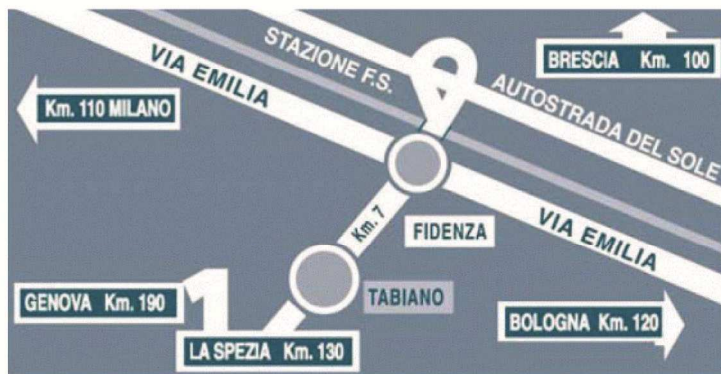 STAZIONE F.S.
BRESCIA Km. 100
VIA EMILIA
AUTOSTRADA DEL SOLE
Km. 110 MILANO
Km. 7
FIDENZA
VIA EMILIA
TABIANO
GENOVA Km. 190
BOLOGNA Km. 120
LA SPEZIA Km. 130